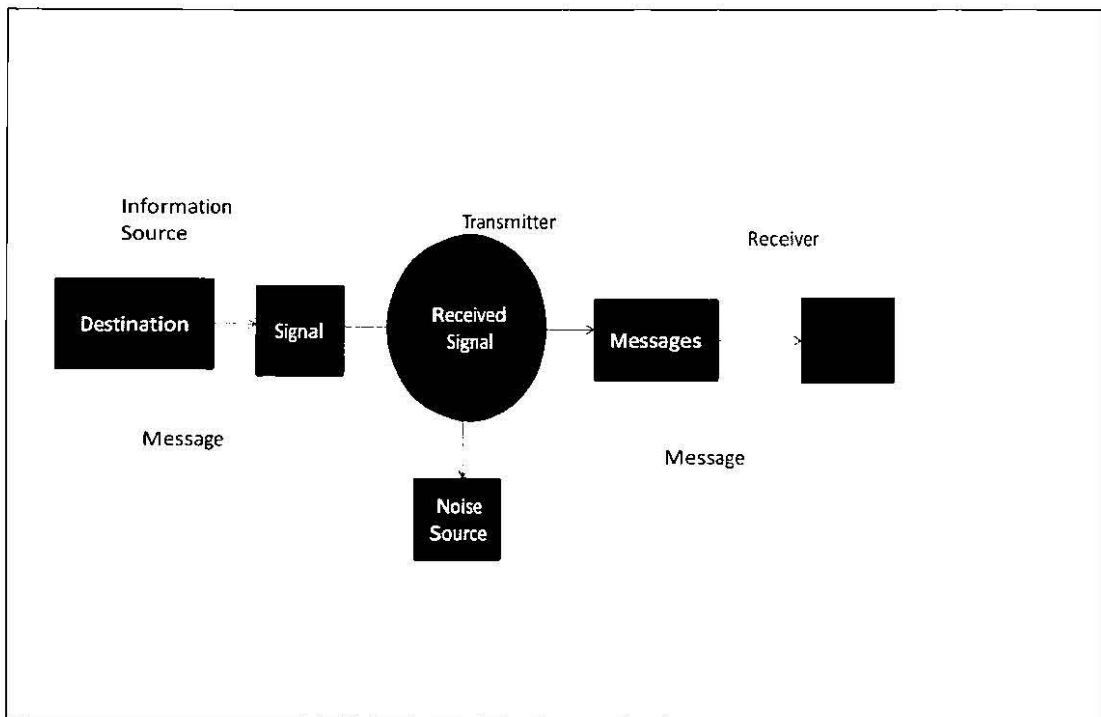 Information
Source
Transmitter
Receiver
Destination
Signal
Received
Signal
Messages
Message
Message
Noise
Source